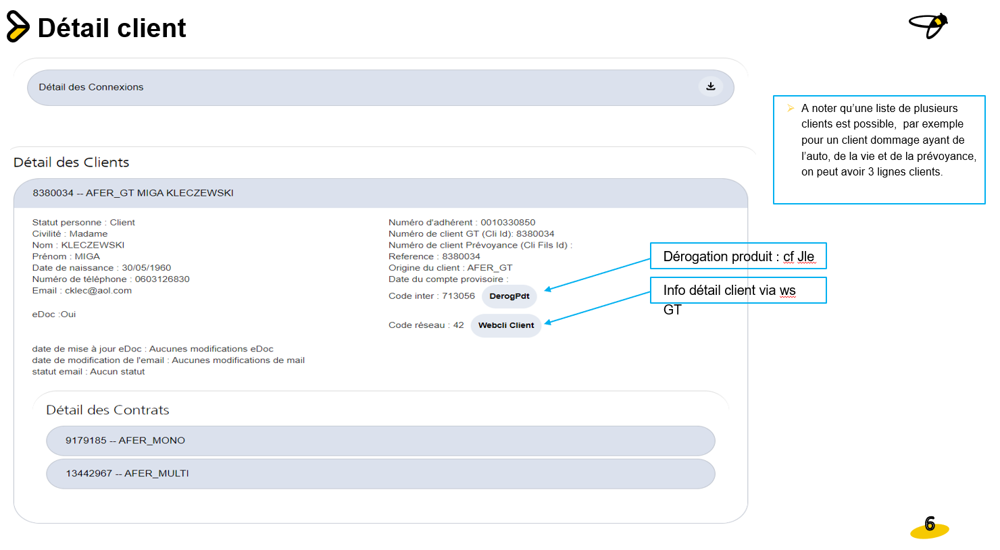 Détail client
Détail des Connexions
A noter qu’une liste de plusieurs
clients est possible,  par exemple
pour un client dommage ayant de
l’auto, de la vie et de la prévoyance,
on peut avoir 3 lignes clients.
Détail des Clients
8380034 -- AFER_GT MIGA KLECZEWSKI
Statut personne : Client
Civilité : Madame
Nom : KLECZEWSKI
Prénom : MIGA
Date de naissance : 30/05/1960
Numéro de téléphone : 0603126830
Email : cklec@aol.com
eDoc :Oui
date de mise à jour eDoc : Aucunes modifications eDoc
date de modification de l'email : Aucunes modifications de mail
statut email : Aucun statut
Numéro d'adhérent : 0010330850
Numéro de client GT (Cli Id): 8380034
Numéro de client Prévoyance (Cli Fils Id) :
Reference : 8380034
Origine du client : AFER_GT
Date du compte provisoire :
Code inter : 713056 DerogPdt
Code réseau : 42 Webcli Client
Dérogation produit : cf Jle
Info détail client via ws
GT
Détail des Contrats
9179185 -- AFER_MONO
13442967 -- AFER_MULTI
6